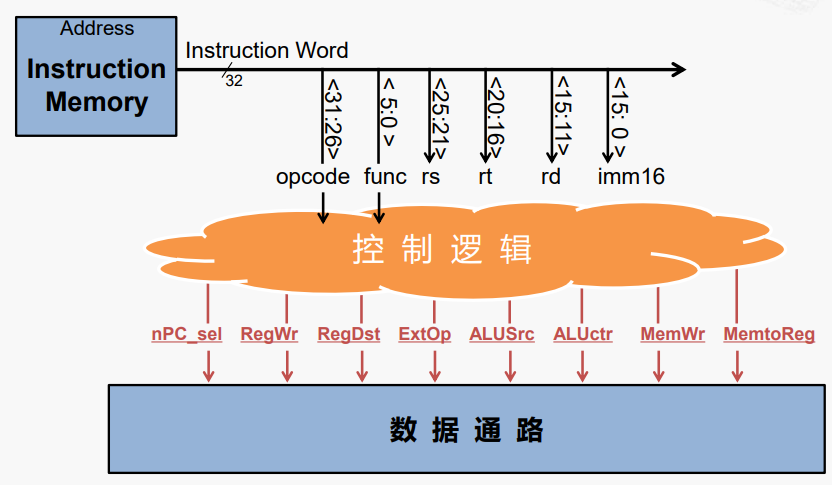 Address
Instruction
Memory
Instruction Word
32
<31:26>
< 5:0 >
<25:21>
<20:16>
<15:11>
<15: 0 >
opcode func rs rt rd imm16
控制逻辑
nPC_sel RegWr RegDst ExtOp ALUSrc ALUctr MemWr MemtoReg
数据通路